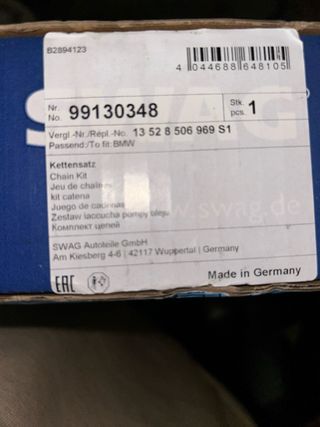 B2894123
4 044688 648105
Nr.
No. 99130348
Stk.
pcs. 1
Vergl.-Nr./Répl.-No. 13 52 8 506 969 S1
Passend:/To fit:BMW
Kettensatz
Chain Kit
Jeu de chaînes
kit catena
Juego de cadenas
Zestaw łańcucha pompy oleju
Комплект цепей
www.swag.de
SWAG Autoteile GmbH
Am Kiesberg 4-6 | 42117 Wuppertal | Germany
EAC
Made in Germany
SWAG